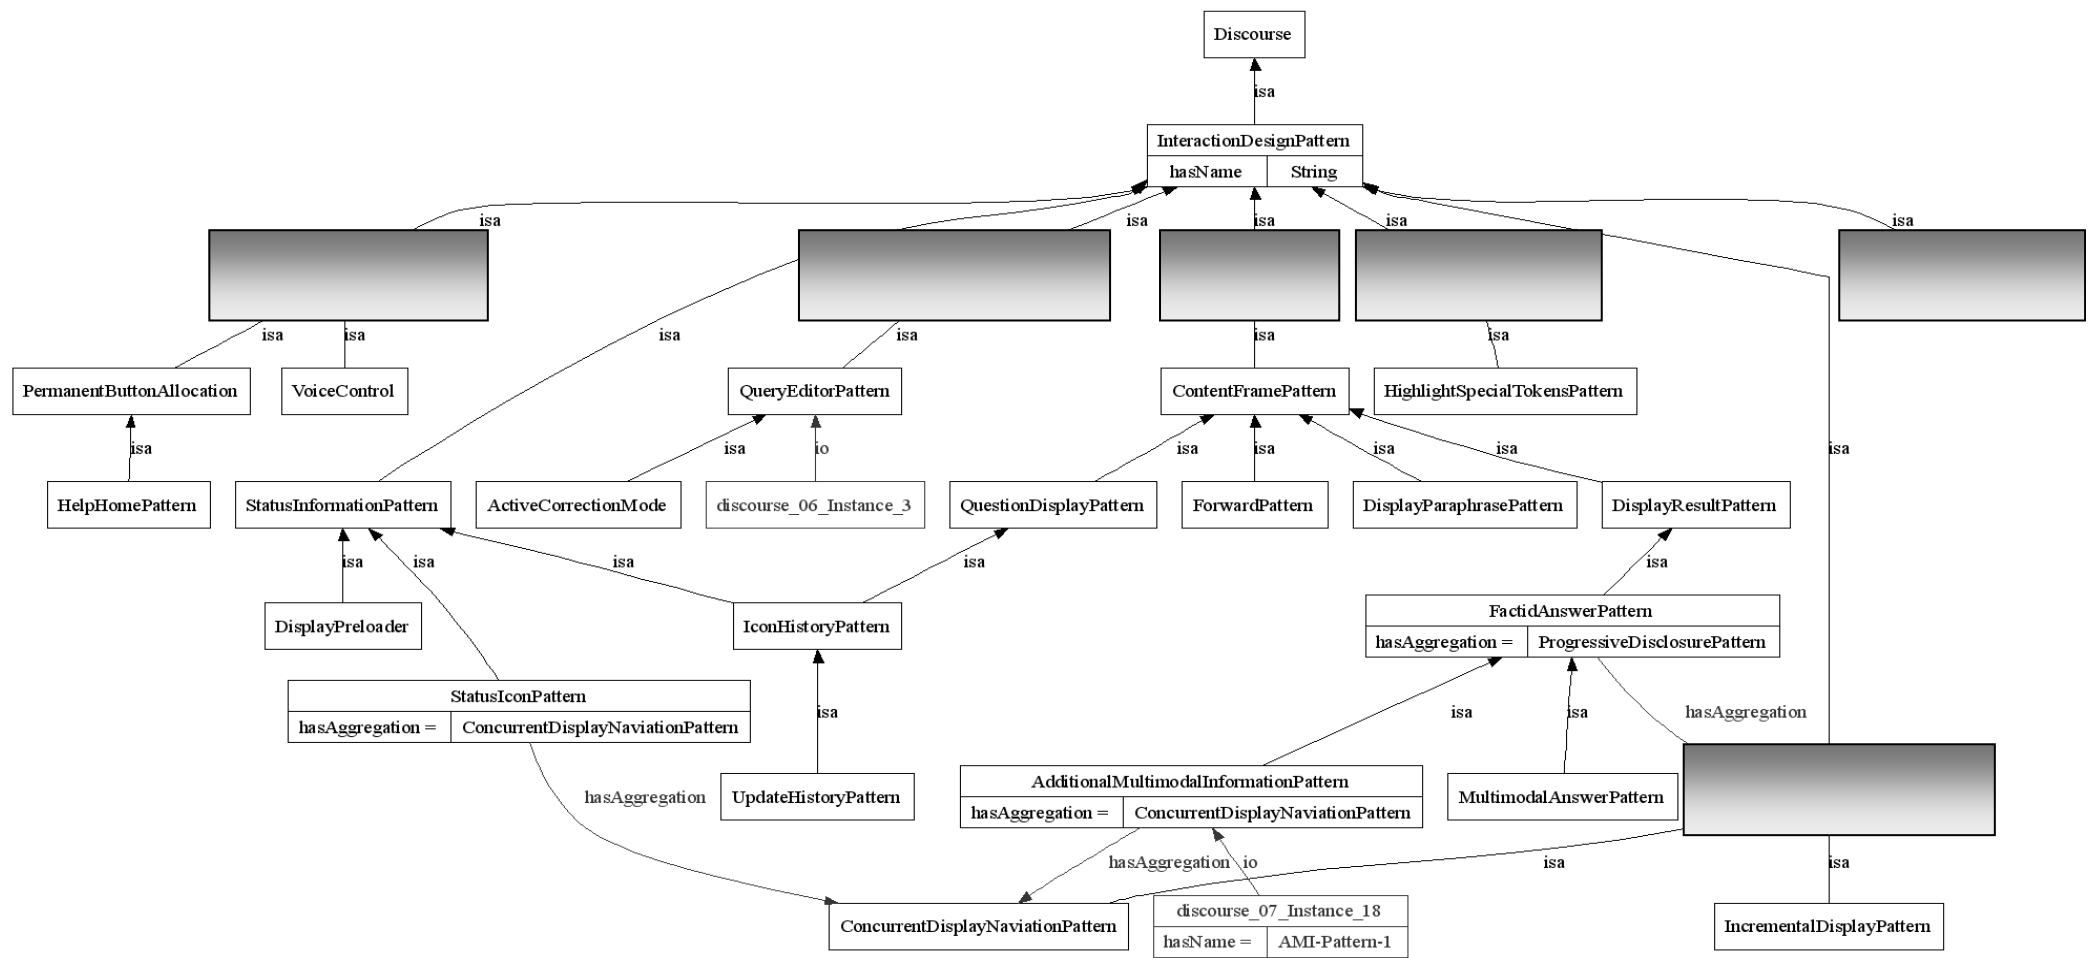 Discourse
isa
InteractionDesignPattern
hasName String
isa isa isa isa isa
isa isa isa isa isa
PermanentButtonAllocation VoiceControl QueryEditorPattern ContentFramePattern HighlightSpecialTokensPattern
isa isa io isa isa isa isa isa
HelpHomePattern StatusInformationPattern ActiveCorrectionMode discourse_06_Instance_3 QuestionDisplayPattern ForwardPattern DisplayParaphrasePattern DisplayResultPattern
isa isa isa isa isa
DisplayPreloader IconHistoryPattern FactidAnswerPattern
hasAggregation = ProgressiveDisclosurePattern
StatusIconPattern
hasAggregation = ConcurrentDisplayNaviationPattern
isa isa isa hasAggregation
AdditionalMultimodalInformationPattern
hasAggregation = ConcurrentDisplayNaviationPattern
hasAggregation UpdateHistoryPattern MultimodalAnswerPattern
hasAggregation io isa isa
discourse_07_Instance_18
hasName = AMI-Pattern-1
ConcurrentDisplayNaviationPattern IncrementalDisplayPattern
isa